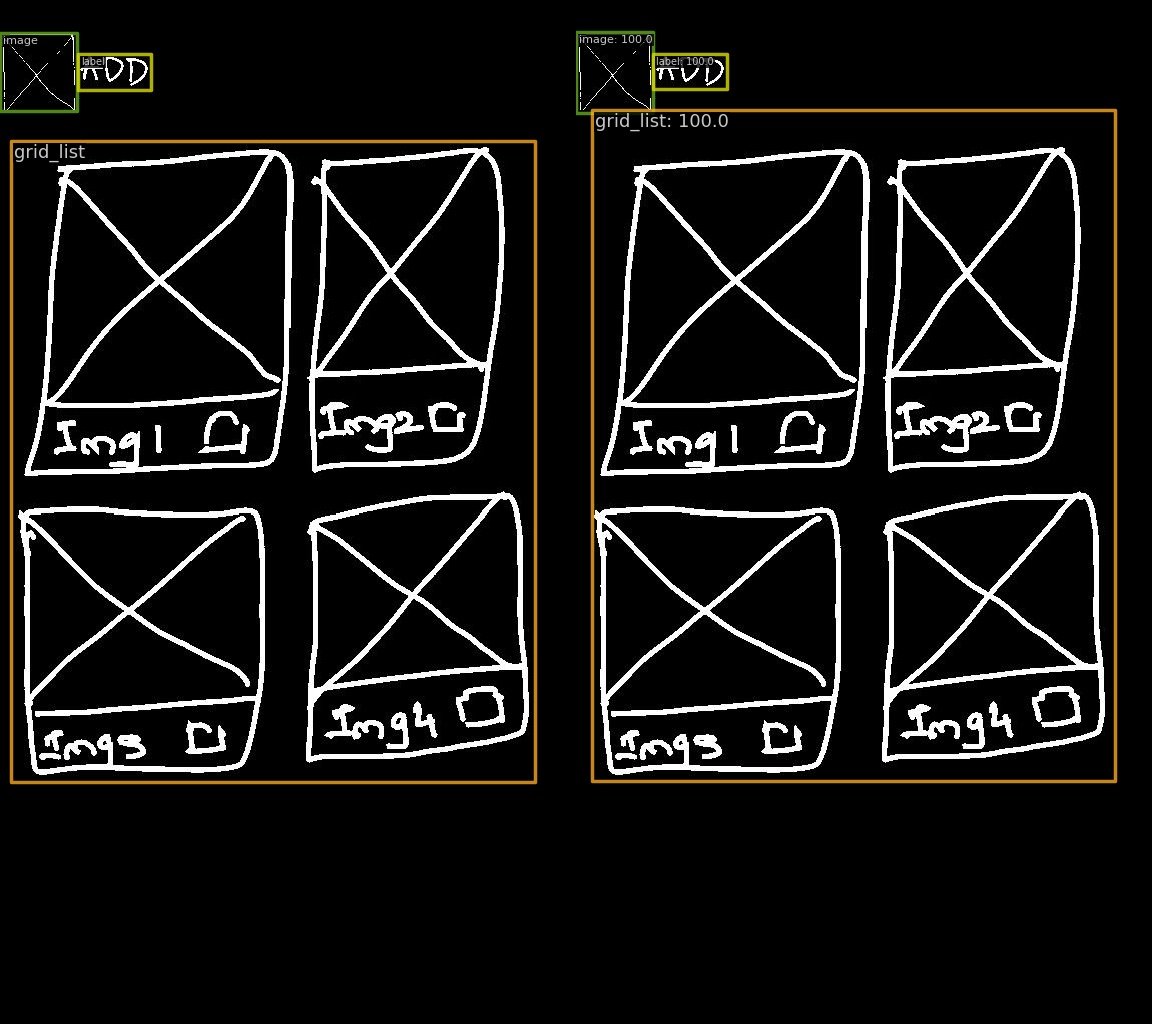 image image: 100.0
label ADD label: 100.0 ADD
grid_list grid_list: 100.0
Img1 Img2 Img1 Img2
Img3 Img4 Img3 Img4